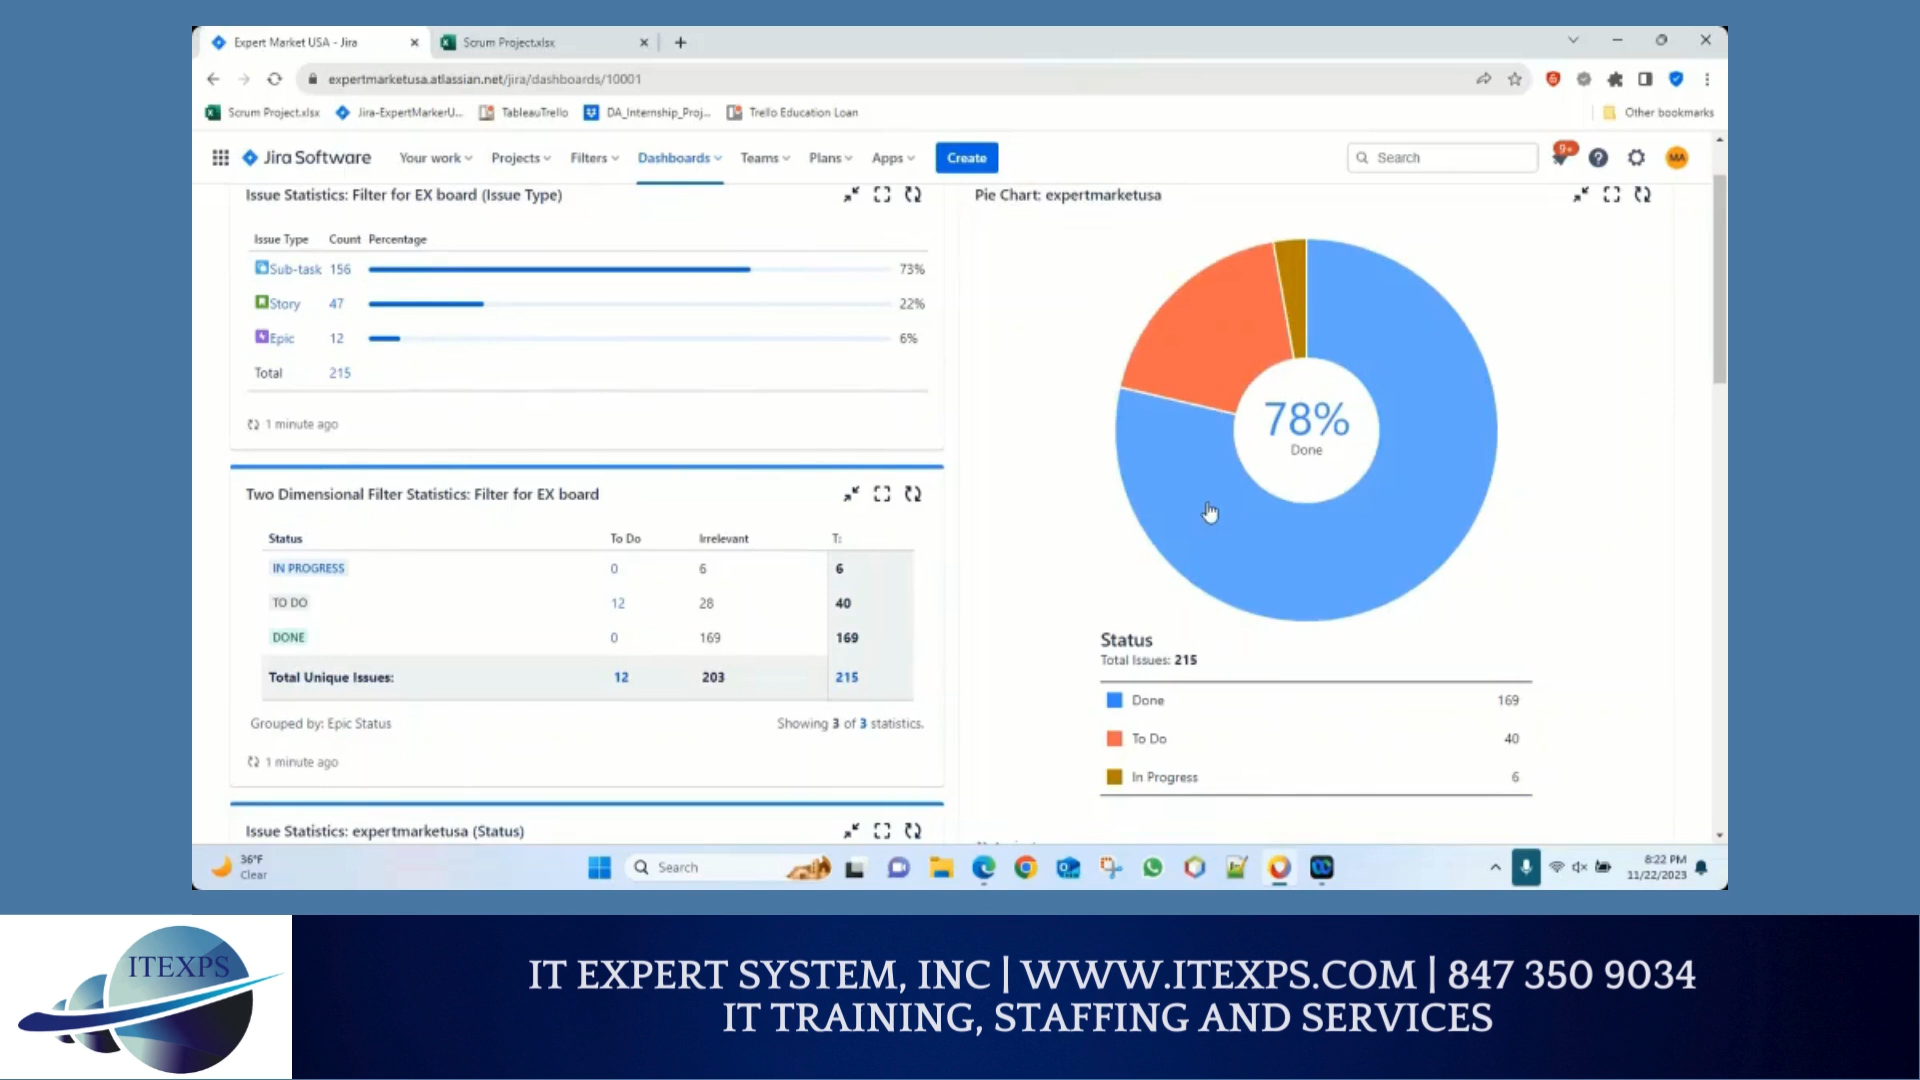 Expert Market USA - Jira
Scrum Project.xlsx
expertmarketusa.atlassian.net/jira/dashboards/10001
Scrum Project.xlsx
Jira-ExpertMarkerU...
TableauTrello
DA_Internship_Proj...
Trello Education Loan
Other bookmarks
Jira Software
Your work
Projects
Filters
Dashboards
Teams
Plans
Apps
Create
Search
9+
MA
Issue Statistics: Filter for EX board (Issue Type)
Issue Type Count Percentage
Sub-task 156 73%
Story 47 22%
Epic 12 6%
Total 215
1 minute ago
Two Dimensional Filter Statistics: Filter for EX board
Status To Do Irrelevant T:
IN PROGRESS 0 6 6
TO DO 12 28 40
DONE 0 169 169
Total Unique Issues: 12 203 215
Grouped by: Epic Status
Showing 3 of 3 statistics.
1 minute ago
Issue Statistics: expertmarketusa (Status)
Pie Chart: expertmarketusa
78%
Done
Status
Total Issues: 215
Done 169
To Do 40
In Progress 6
36°F
Clear
Search
8:22 PM
11/22/2023
ITEXPS
IT EXPERT SYSTEM, INC | WWW.ITEXPS.COM | 847 350 9034
IT TRAINING, STAFFING AND SERVICES